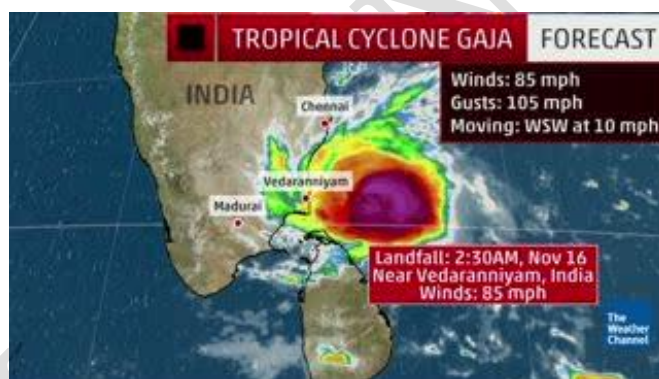 TROPICAL CYCLONE GAJA
FORECAST
Winds: 85 mph
Gusts: 105 mph
Moving: WSW at 10 mph
INDIA
Chennai
Vedaranniyam
Madurai
Landfall: 2:30AM, Nov 16
Near Vedaranniyam, India
Winds: 85 mph
The
Weather
Channel